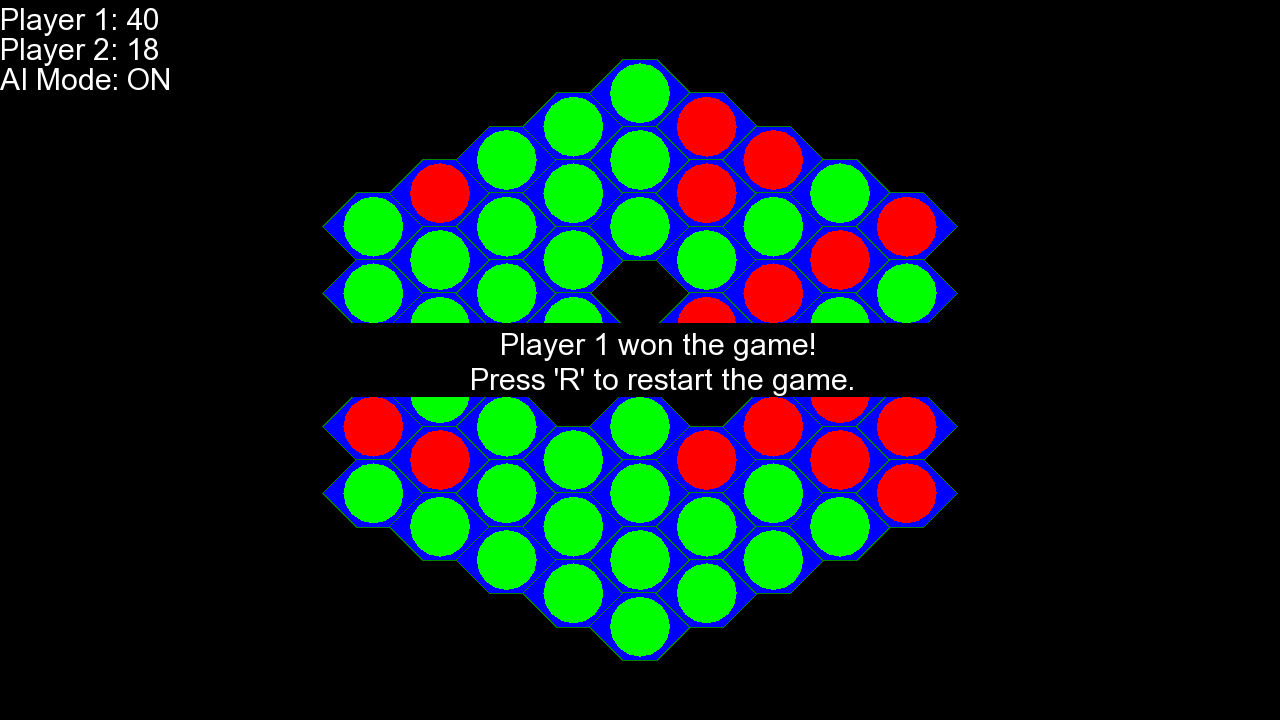 Player 1: 40
Player 2: 18
AI Mode: ON
Player 1 won the game!
Press 'R' to restart the game.